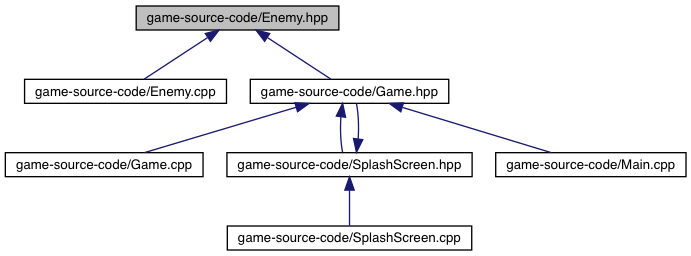 game-source-code/Enemy.hpp
game-source-code/Enemy.cpp
game-source-code/Game.hpp
game-source-code/Game.cpp
game-source-code/SplashScreen.hpp
game-source-code/Main.cpp
game-source-code/SplashScreen.cpp